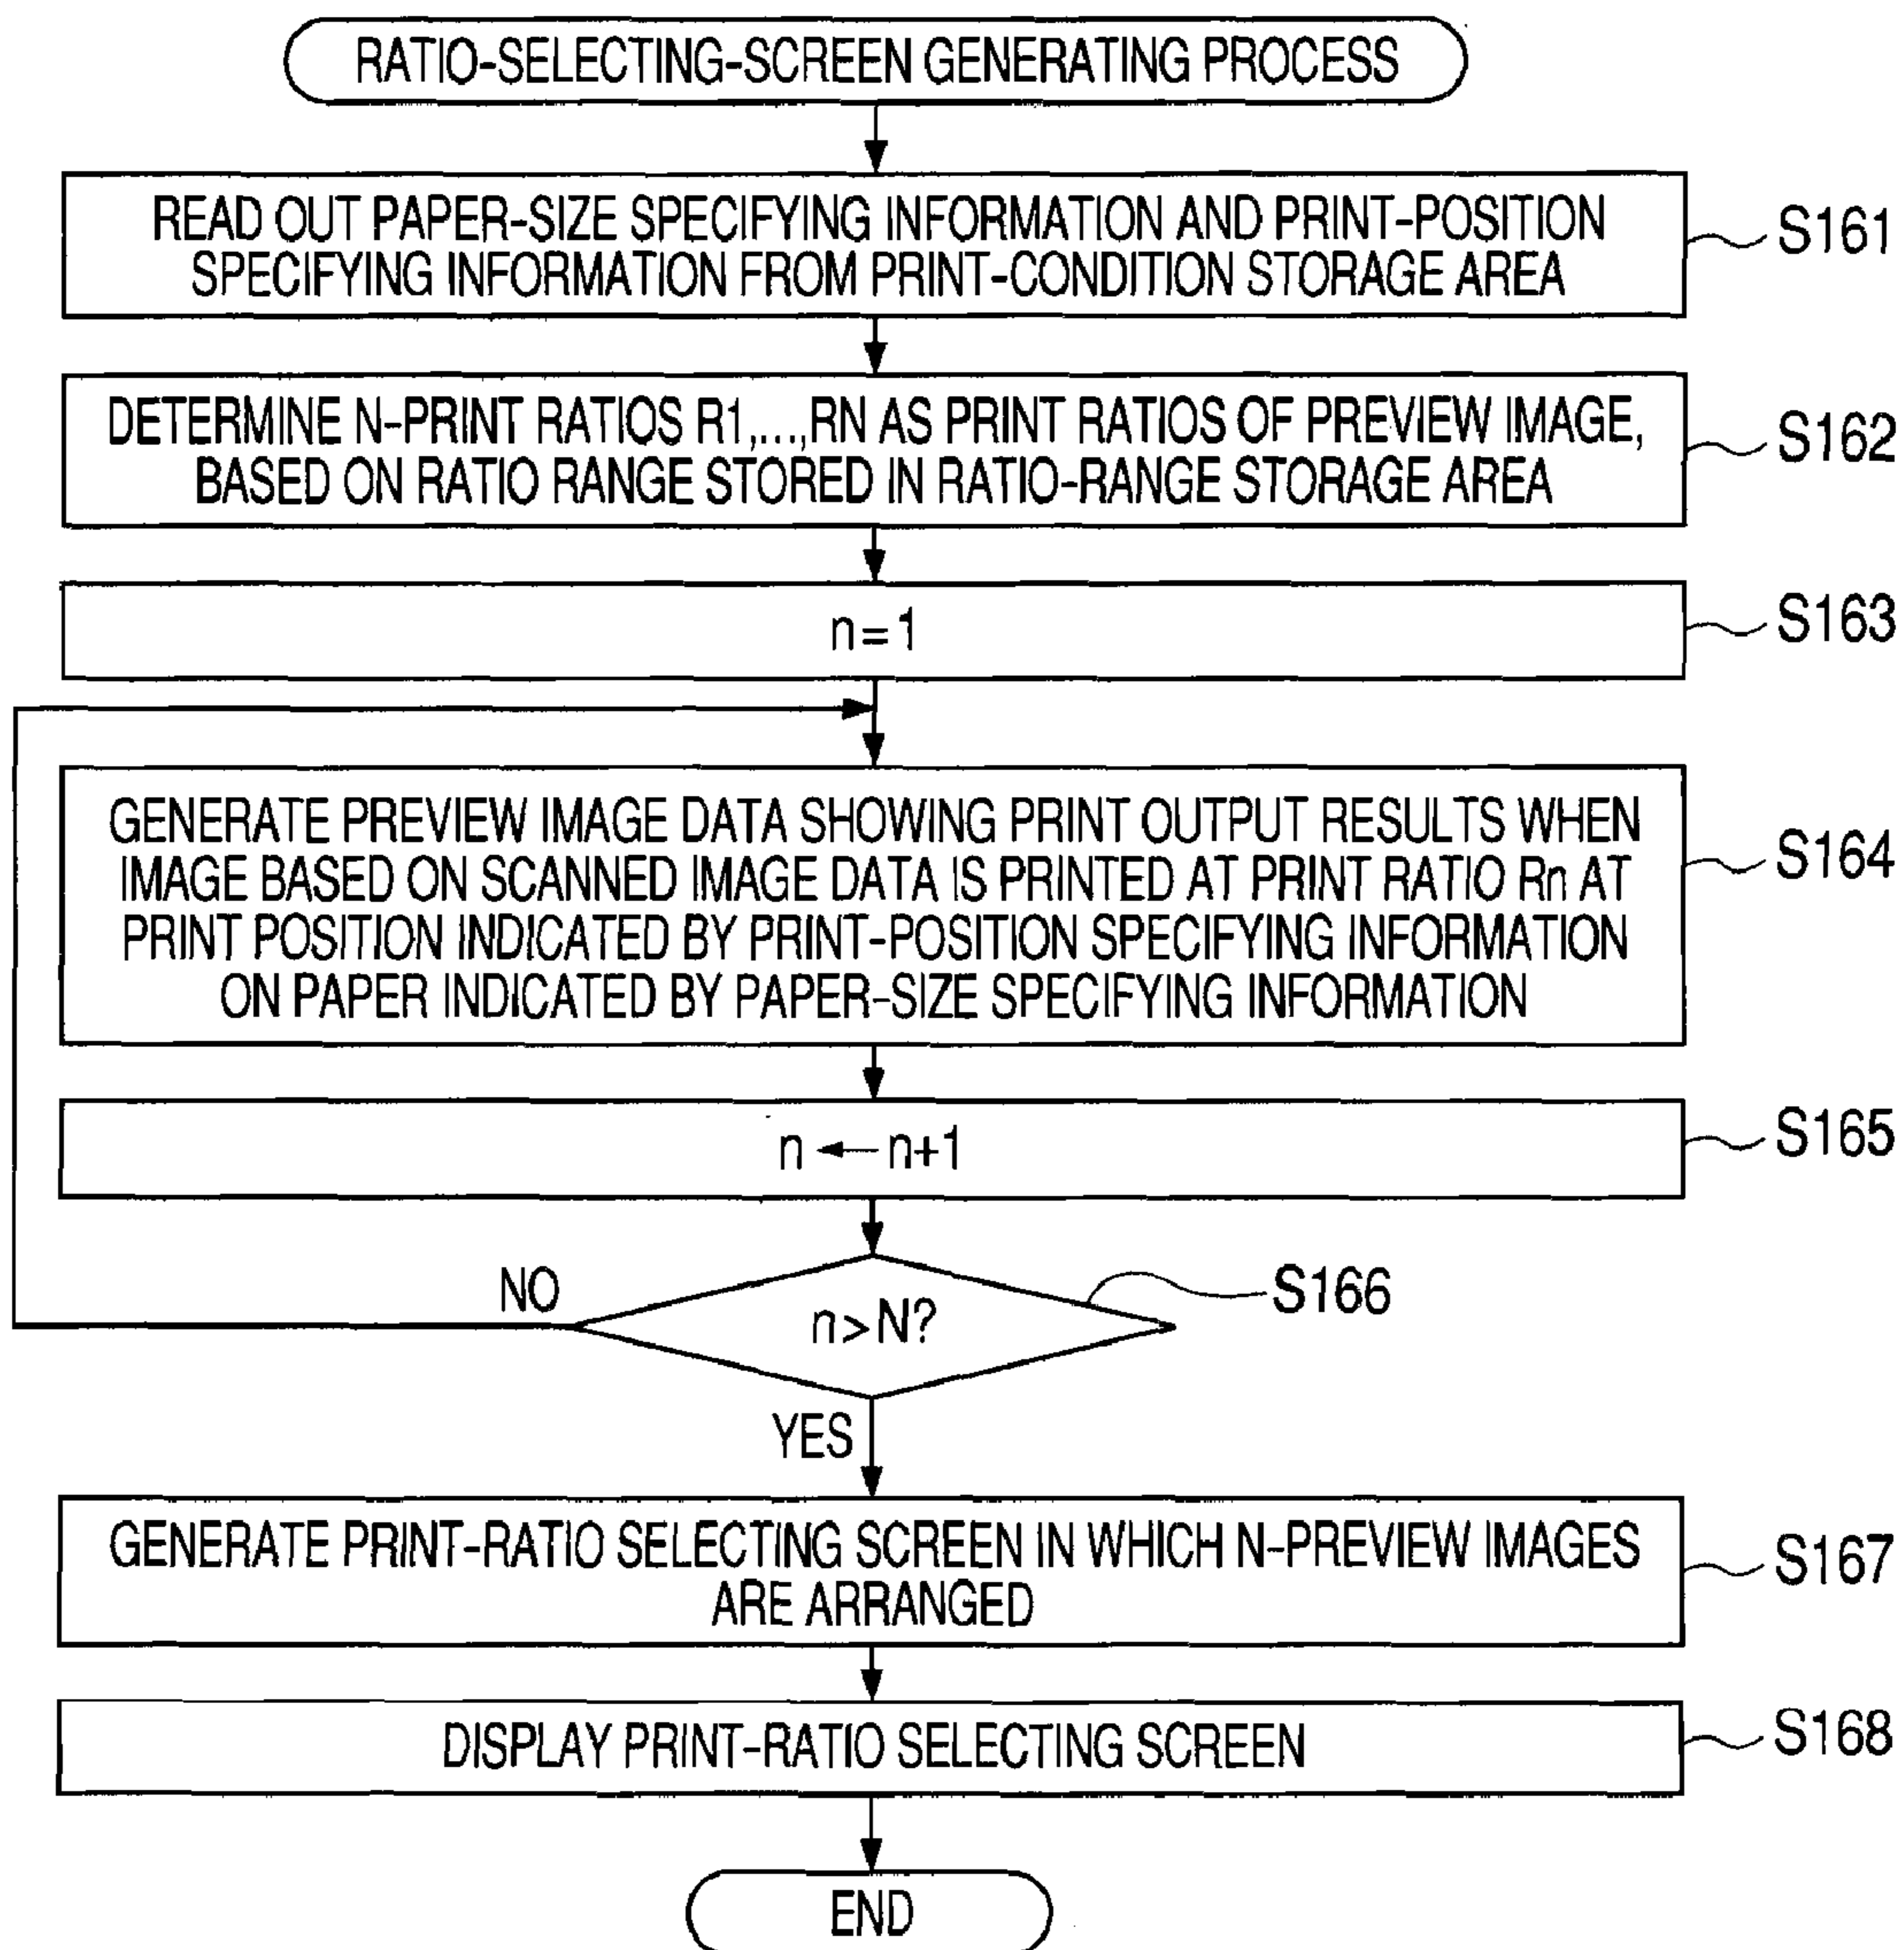 RATIO-SELECTING-SCREEN GENERATING PROCESS
READ OUT PAPER-SIZE SPECIFYING INFORMATION AND PRINT-POSITION
SPECIFYING INFORMATION FROM PRINT-CONDITION STORAGE AREA
S161
DETERMINE N-PRINT RATIOS R1,...,RN AS PRINT RATIOS OF PREVIEW IMAGE,
BASED ON RATIO RANGE STORED IN RATIO-RANGE STORAGE AREA
S162
n=1
S163
GENERATE PREVIEW IMAGE DATA SHOWING PRINT OUTPUT RESULTS WHEN
IMAGE BASED ON SCANNED IMAGE DATA IS PRINTED AT PRINT RATIO Rn AT
PRINT POSITION INDICATED BY PRINT-POSITION SPECIFYING INFORMATION
ON PAPER INDICATED BY PAPER-SIZE SPECIFYING INFORMATION
S164
n ← n+1
S165
NO
n>N?
S166
YES
GENERATE PRINT-RATIO SELECTING SCREEN IN WHICH N-PREVIEW IMAGES
ARE ARRANGED
S167
DISPLAY PRINT-RATIO SELECTING SCREEN
S168
END